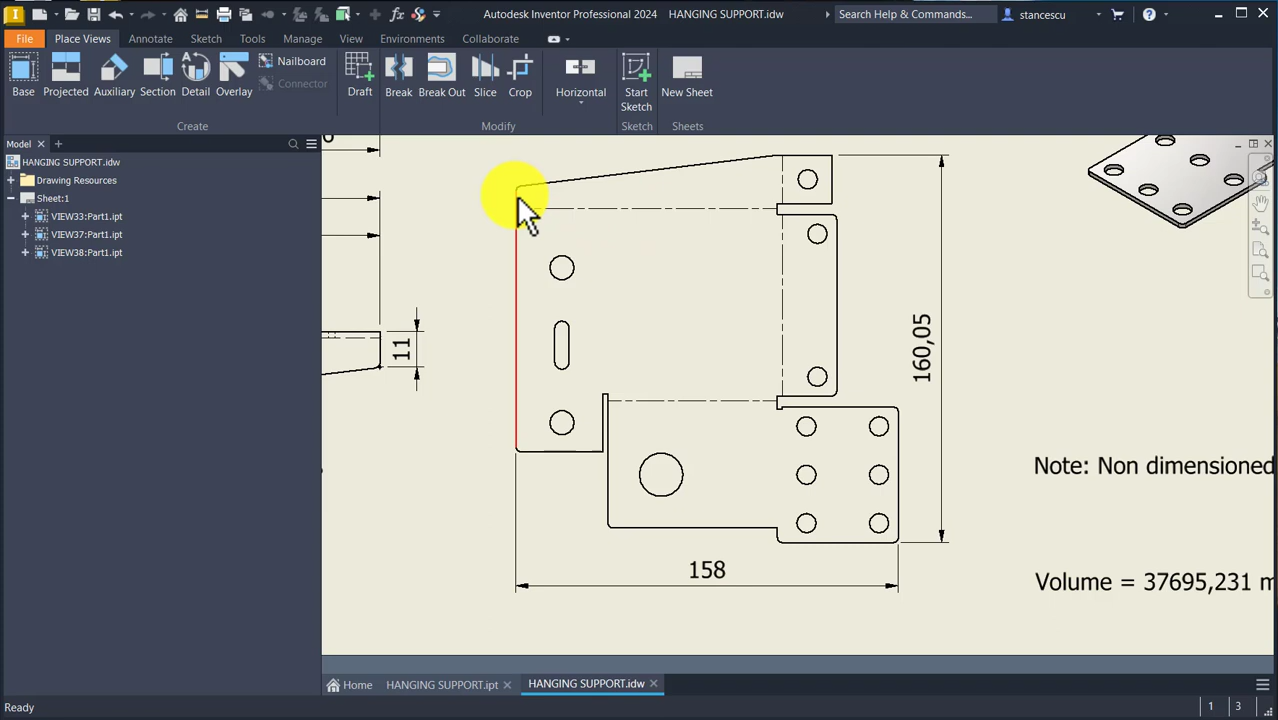 Autodesk Inventor Professional 2024 HANGING SUPPORT.idw
Search Help & Commands...
stancescu
File Place Views Annotate Sketch Tools Manage View Environments Collaborate
Base
Projected
Auxiliary
Section
Detail
Overlay
Nailboard
Connector
Draft
Break
Break Out
Slice
Crop
Horizontal
Start
Sketch
New Sheet
Create
Modify
Sketch
Sheets
Model
HANGING SUPPORT.idw
Drawing Resources
Sheet:1
VIEW33:Part1.ipt
VIEW37:Part1.ipt
VIEW38:Part1.ipt
11
160,05
158
Note: Non dimensioned
Volume = 37695,231 m
Home
HANGING SUPPORT.ipt
HANGING SUPPORT.idw
Ready
1 3